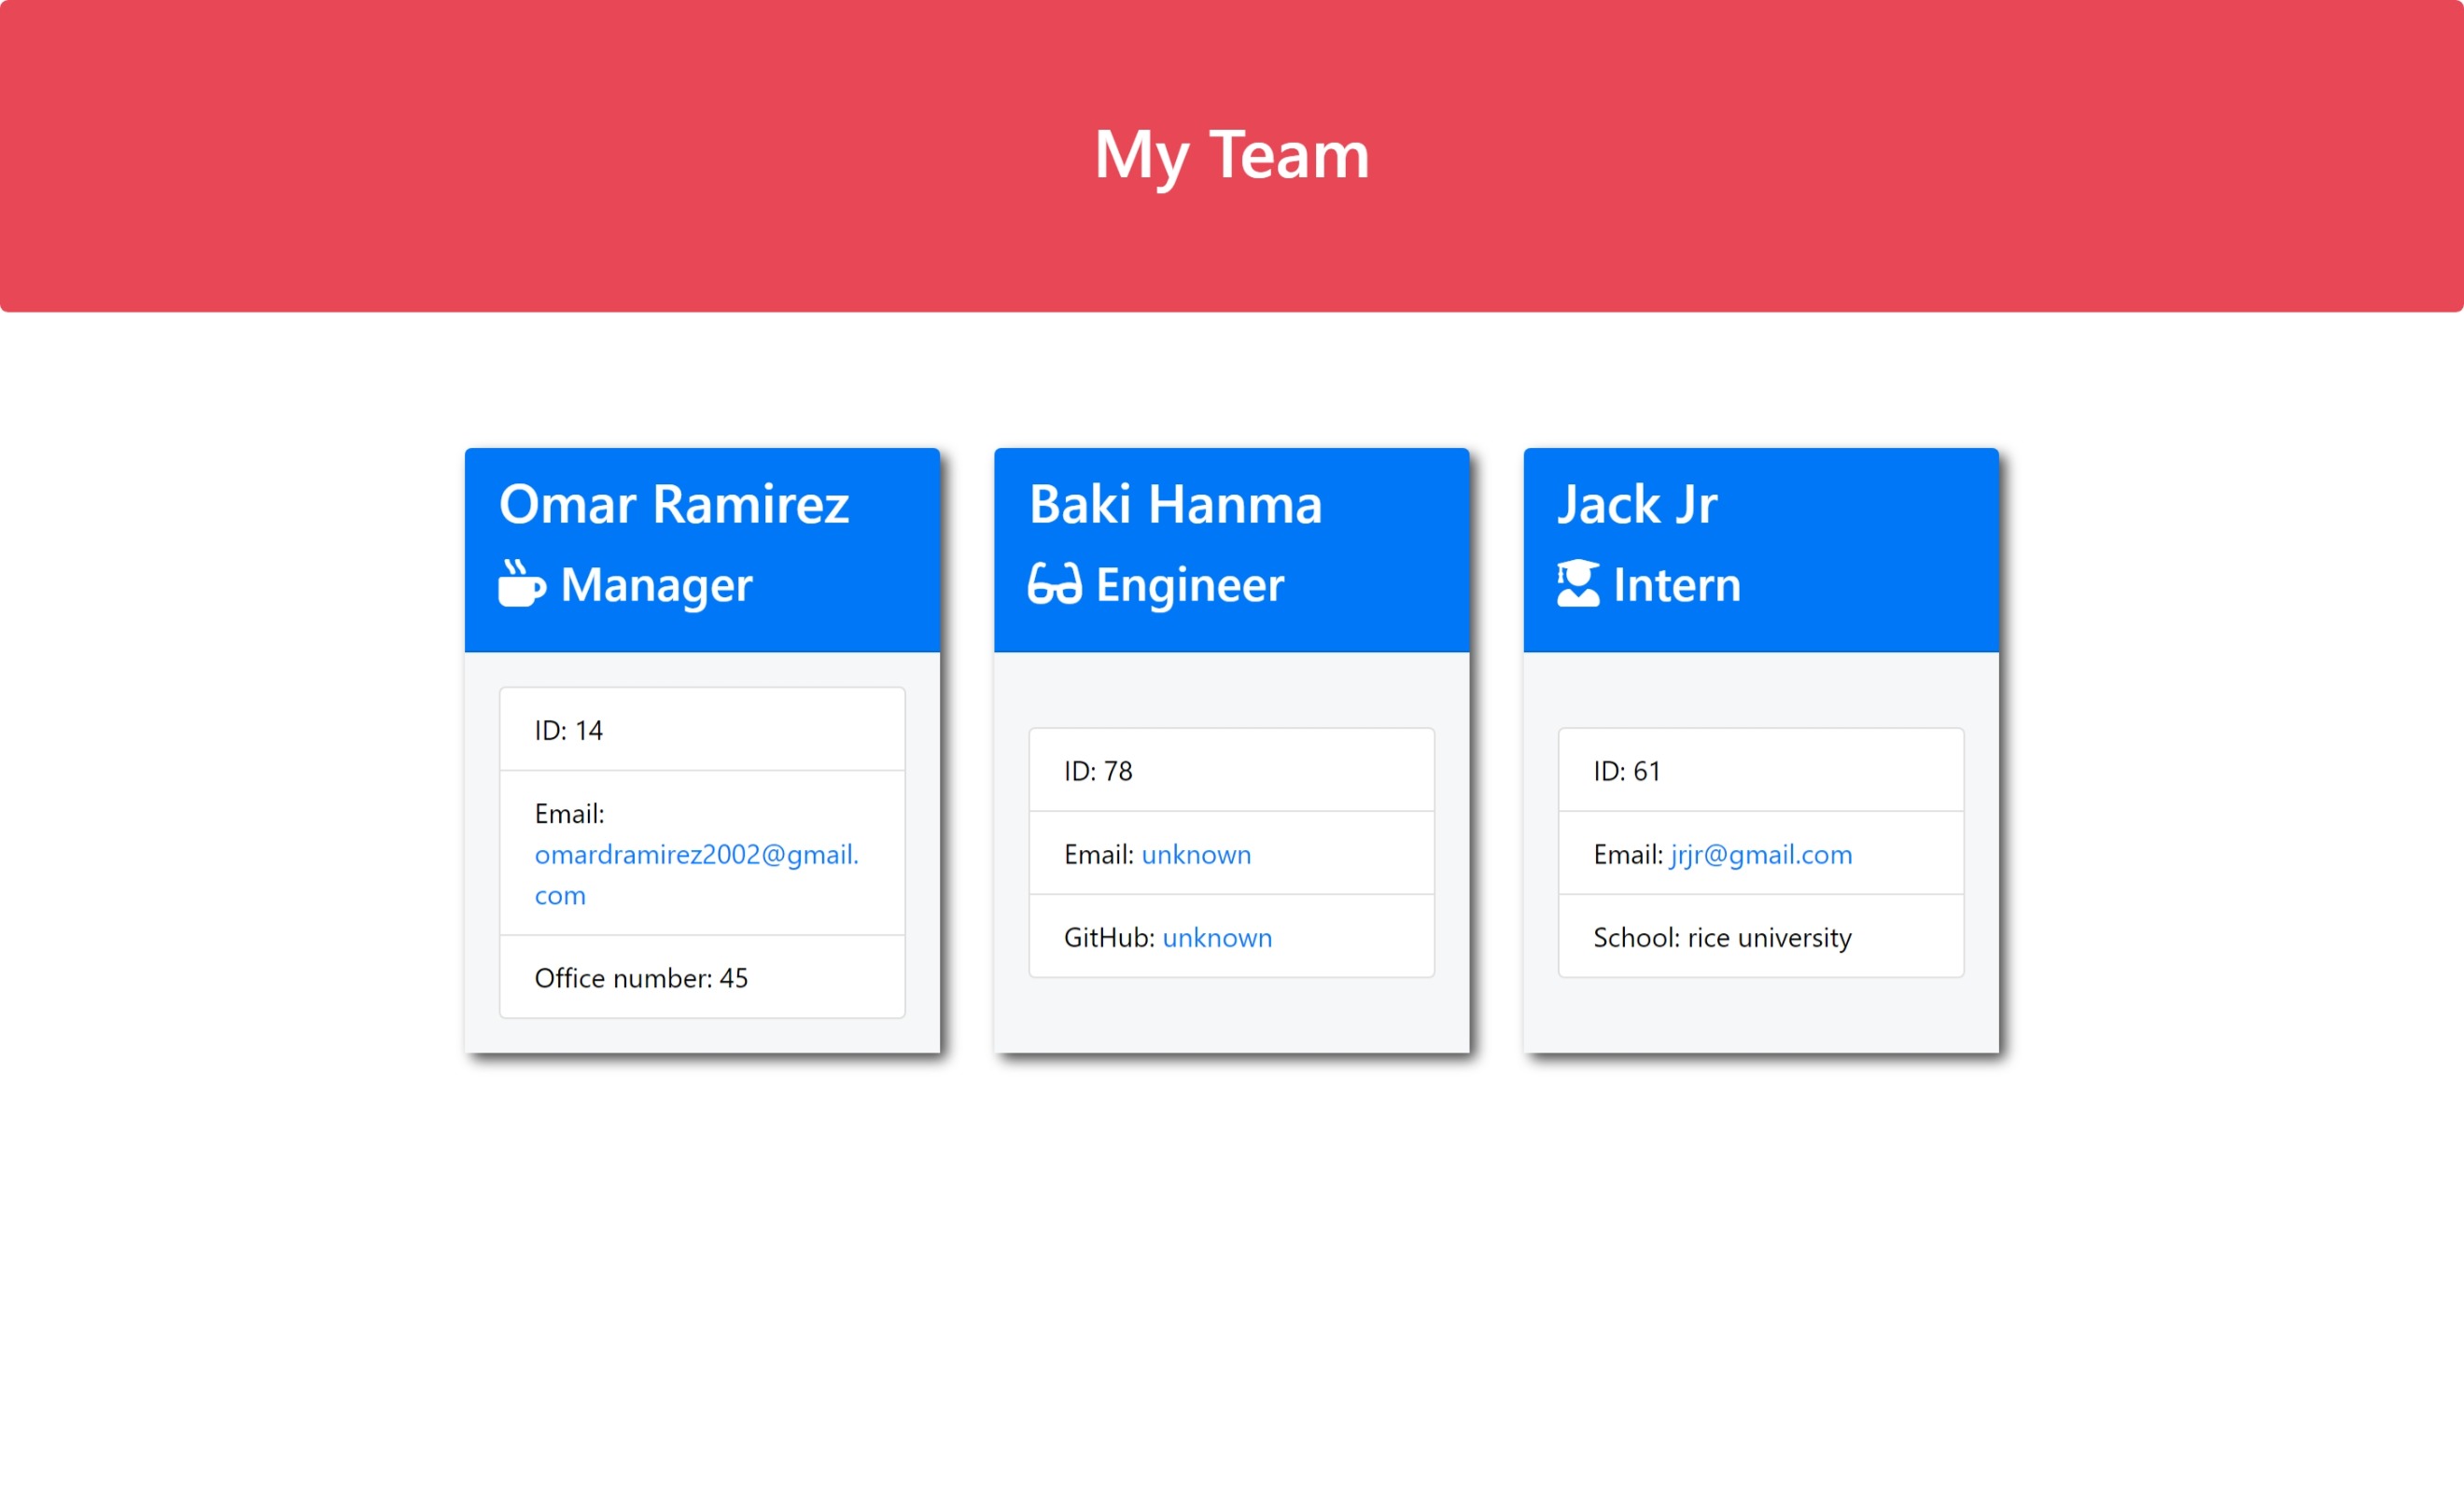 My Team
Omar Ramirez
Manager
ID: 14
Email:
omardramirez2002@gmail.
com
Office number: 45
Baki Hanma
Engineer
ID: 78
Email: unknown
GitHub: unknown
Jack Jr
Intern
ID: 61
Email: jrjr@gmail.com
School: rice university